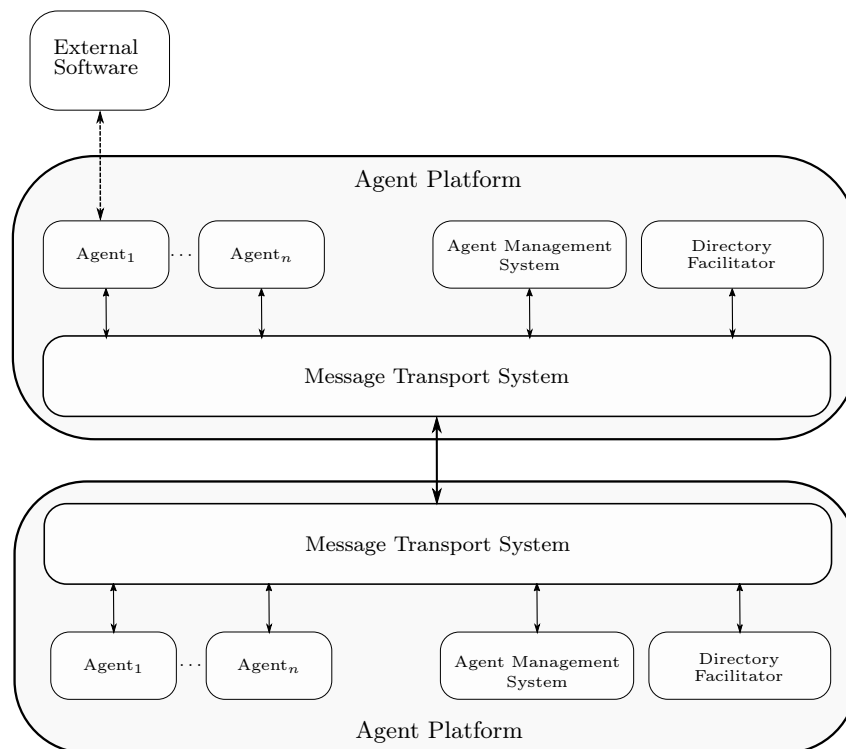 External
Software
Agent Platform
Agent₁ ... Agentₙ
Agent Management
System
Directory
Facilitator
Message Transport System
Message Transport System
Agent₁ ... Agentₙ
Agent Management
System
Directory
Facilitator
Agent Platform